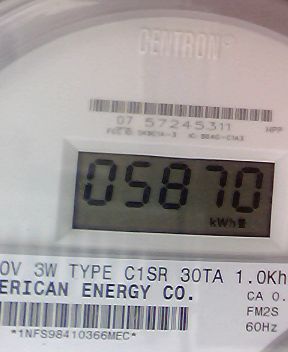 CENTRON®
07 57245311 HPP
05870
kWh
0V 3W TYPE C1SR 30TA 1.0Kh
ERICAN ENERGY CO.
CA 0.
FM2S
*1NFS98410366MEC* 60Hz